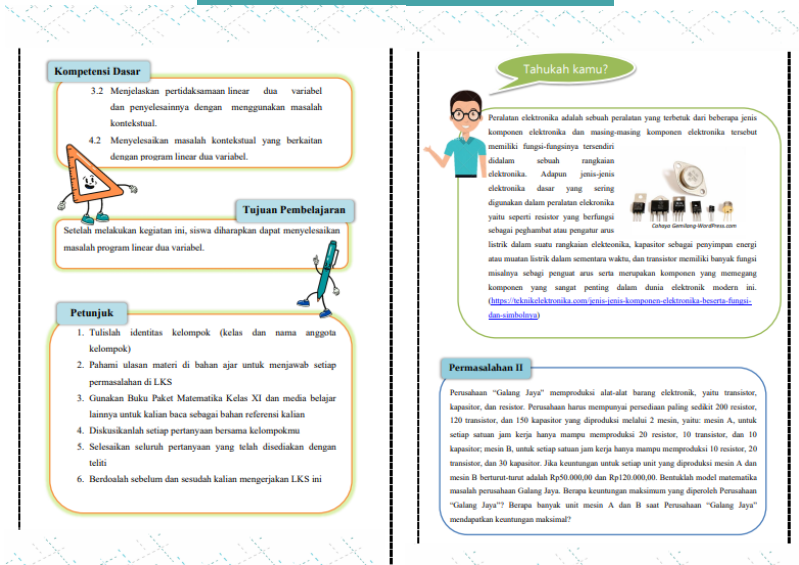 Kompetensi Dasar
3.2 Menjelaskan pertidaksamaan linear dua variabel
dan penyelesainnya dengan menggunakan masalah
kontekstual.
4.2 Menyelesaikan masalah kontekstual yang berkaitan
dengan program linear dua variabel.
Tujuan Pembelajaran
Setelah melakukan kegiatan ini, siswa diharapkan dapat menyelesaikan
masalah program linear dua variabel.
Petunjuk
1. Tulislah identitas kelompok (kelas dan nama anggota
kelompok)
2. Pahami ulasan materi di bahan ajar untuk menjawab setiap
permasalahan di LKS
3. Gunakan Buku Paket Matematika Kelas XI dan media belajar
lainnya untuk kalian baca sebagai bahan referensi kalian
4. Diskusikanlah setiap pertanyaan bersama kelompokmu
5. Selesaikan seluruh pertanyaan yang telah disediakan dengan
teliti
6. Berdoalah sebelum dan sesudah kalian mengerjakan LKS ini
Tahukah kamu?
Peralatan elektronika adalah sebuah peralatan yang terbetuk dari beberapa jenis
komponen elektronika dan masing-masing komponen elektronika tersebut
memiliki fungsi-fungsinya tersendiri
didalam sebuah rangkaian
elektronika. Adapun jenis-jenis
elektronika dasar yang sering
digunakan dalam peralatan elekronika
yaitu seperti resistor yang berfungsi
sebagai peghambat atau pengatur arus
Cahaya Gemilang-WordPress.com
listrik dalam suatu rangkaian elekteonika, kapasitor sebagai penyimpan energi
atau muatan listrik dalam sementara waktu, dan transistor memiliki banyak fungsi
misalnya sebagi penguat arus serta merupakan komponen yang memegang
komponen yang sangat penting dalam dunia elektronik modern ini.
(https://teknikelektronika.com/jenis-jenis-komponen-elektronika-beserta-fungsi-
dan-simbolnya)
Permasalahan II
Perusahaan "Galang Jaya" memproduksi alat-alat barang elektronik, yaitu transistor,
kapasitor, dan resistor. Perusahaan harus mempunyai persediaan paling sedikit 200 resistor,
120 transistor, dan 150 kapasitor yang diproduksi melalui 2 mesin, yaitu: mesin A, untuk
setiap satuan jam kerja hanya mampu memproduksi 20 resistor, 10 transistor, dan 10
kapasitor; mesin B, untuk setiap satuan jam kerja hanya mampu memproduksi 10 resistor, 20
transistor, dan 30 kapasitor. Jika keuntungan untuk setiap unit yang diproduksi mesin A dan
mesin B berturut-turut adalah Rp50.000,00 dan Rp120.000,00. Bentuklah model matematika
masalah perusahaan Galang Jaya. Berapa keuntungan maksimum yang diperoleh Perusahaan
"Galang Jaya"? Berapa banyak unit mesin A dan B saat Perusahaan "Galang Jaya"
mendapatkan keuntungan maksimal?